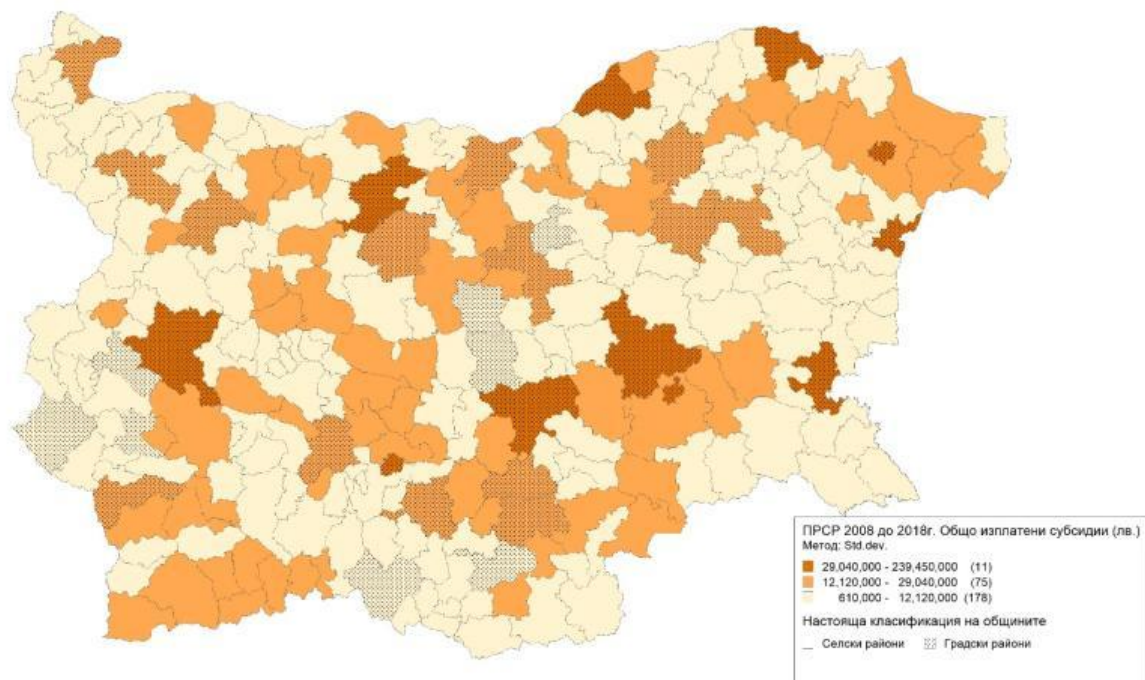 ПРСР 2008 до 2018г. Общо изплатени субсидии (лв.)
Метод: Std.dev.
29,040,000 - 239,450,000 (11)
12,120,000 - 29,040,000 (75)
610,000 - 12,120,000 (178)
Настояща класификация на общините
Селски райони Градски райони